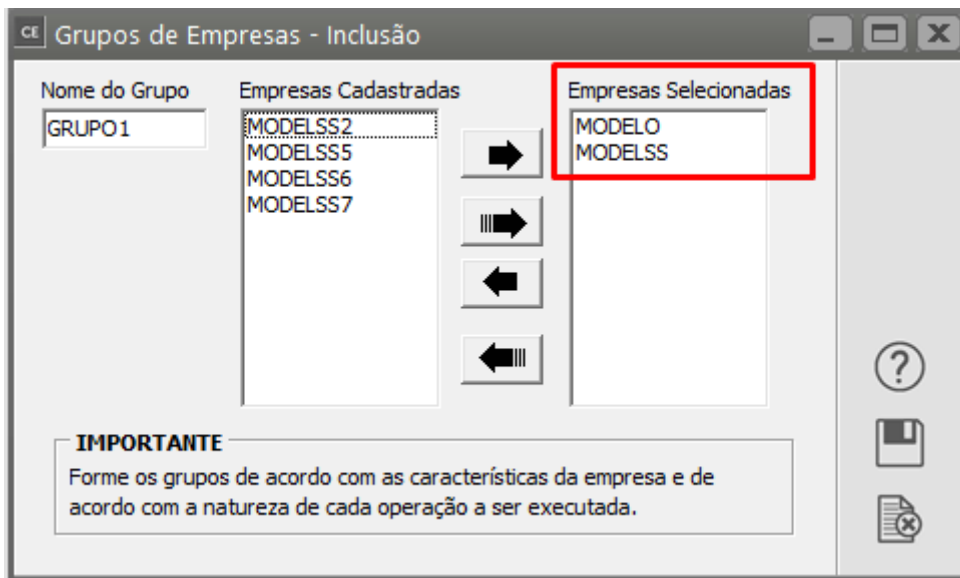 CE Grupos de Empresas - Inclusão
Nome do Grupo
GRUPO1
Empresas Cadastradas
MODELSS2
MODELSS5
MODELSS6
MODELSS7
Empresas Selecionadas
MODELO
MODELSS
IMPORTANTE
Forme os grupos de acordo com as características da empresa e de
acordo com a natureza de cada operação a ser executada.